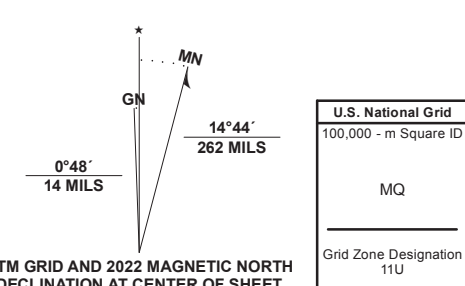 ★
MN
GN
14°44´
262 MILS
0°48´
14 MILS
TM GRID AND 2022 MAGNETIC NORTH
DECLINATION AT CENTER OF SHEET
U.S. National Grid
100,000 - m Square ID
MQ
Grid Zone Designation
11U